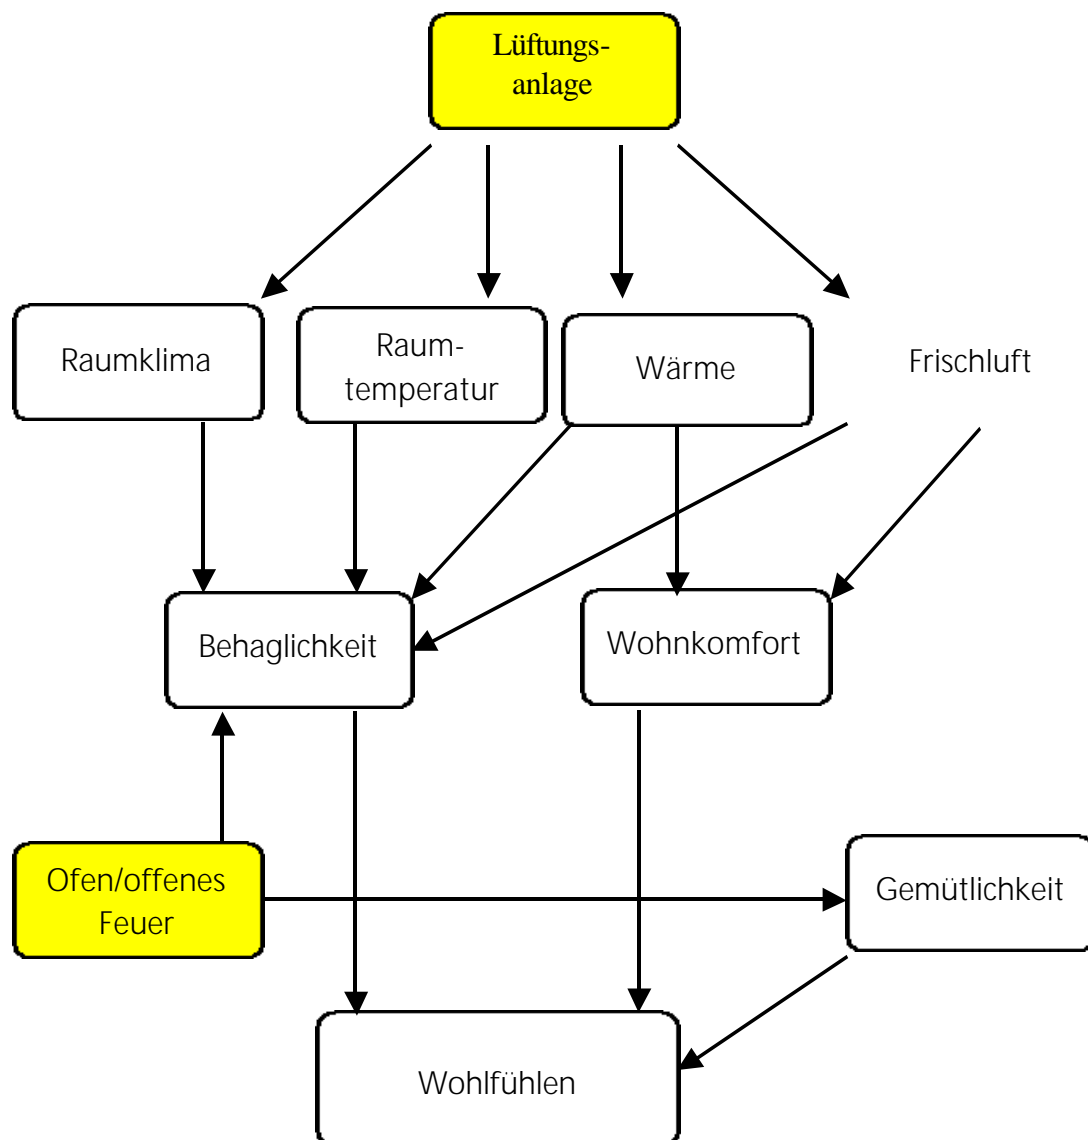 Lüftungs-
anlage
Raumklima
Raum-
temperatur
Wärme
Frischluft
Behaglichkeit
Wohnkomfort
Ofen/offenes
Feuer
Gemütlichkeit
Wohlfühlen